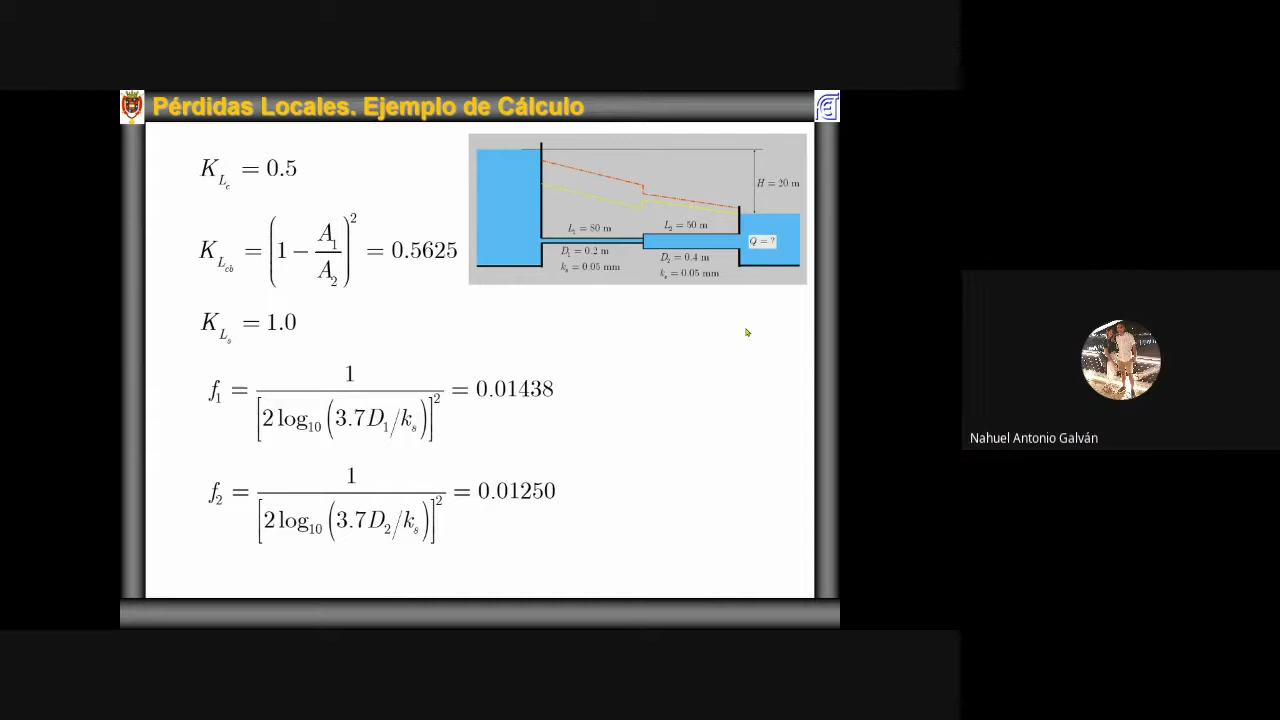 Pérdidas Locales. Ejemplo de Cálculo
K_{L_c} = 0.5
K_{L_{cb}} = (1 − A_1/A_2)^2 = 0.5625
K_{L_s} = 1.0
f_1 = 1/[2 log_{10}(3.7D_1/k_s)]^2 = 0.01438
f_2 = 1/[2 log_{10}(3.7D_2/k_s)]^2 = 0.01250
H = 20 m
L_1 = 80 m
L_2 = 50 m
Q = ?
D_1 = 0.2 m
D_2 = 0.4 m
k_s = 0.05 mm
k_s = 0.05 mm
Nahuel Antonio Galván